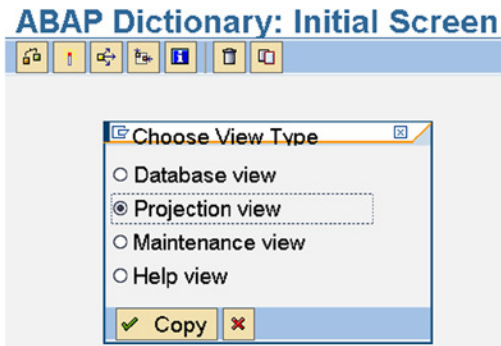 ABAP Dictionary: Initial Screen
Choose View Type
Database view
Projection view
Maintenance view
Help view
Copy